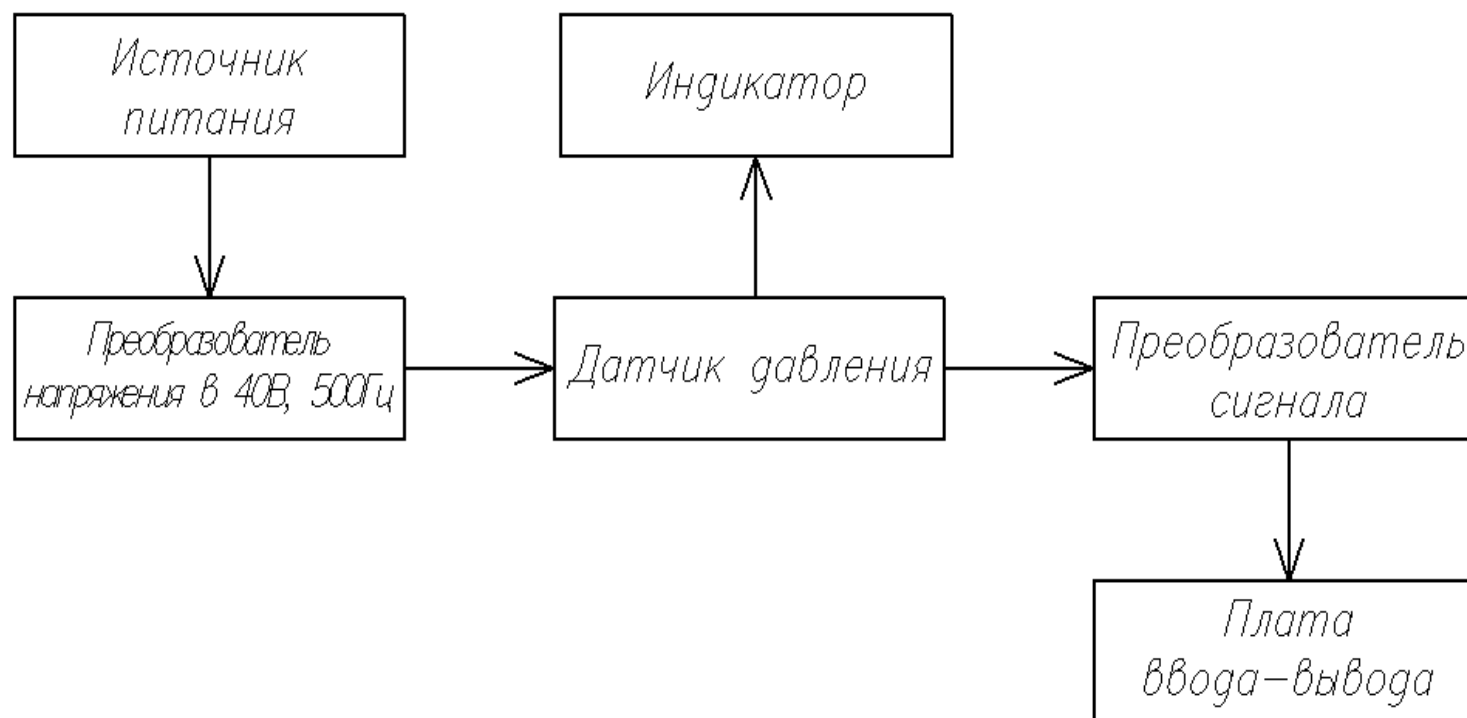 Источник
питания
Индикатор
Преобразователь
напряжения в 40В, 500Гц
Датчик давления
Преобразователь
сигнала
Плата
ввода-вывода